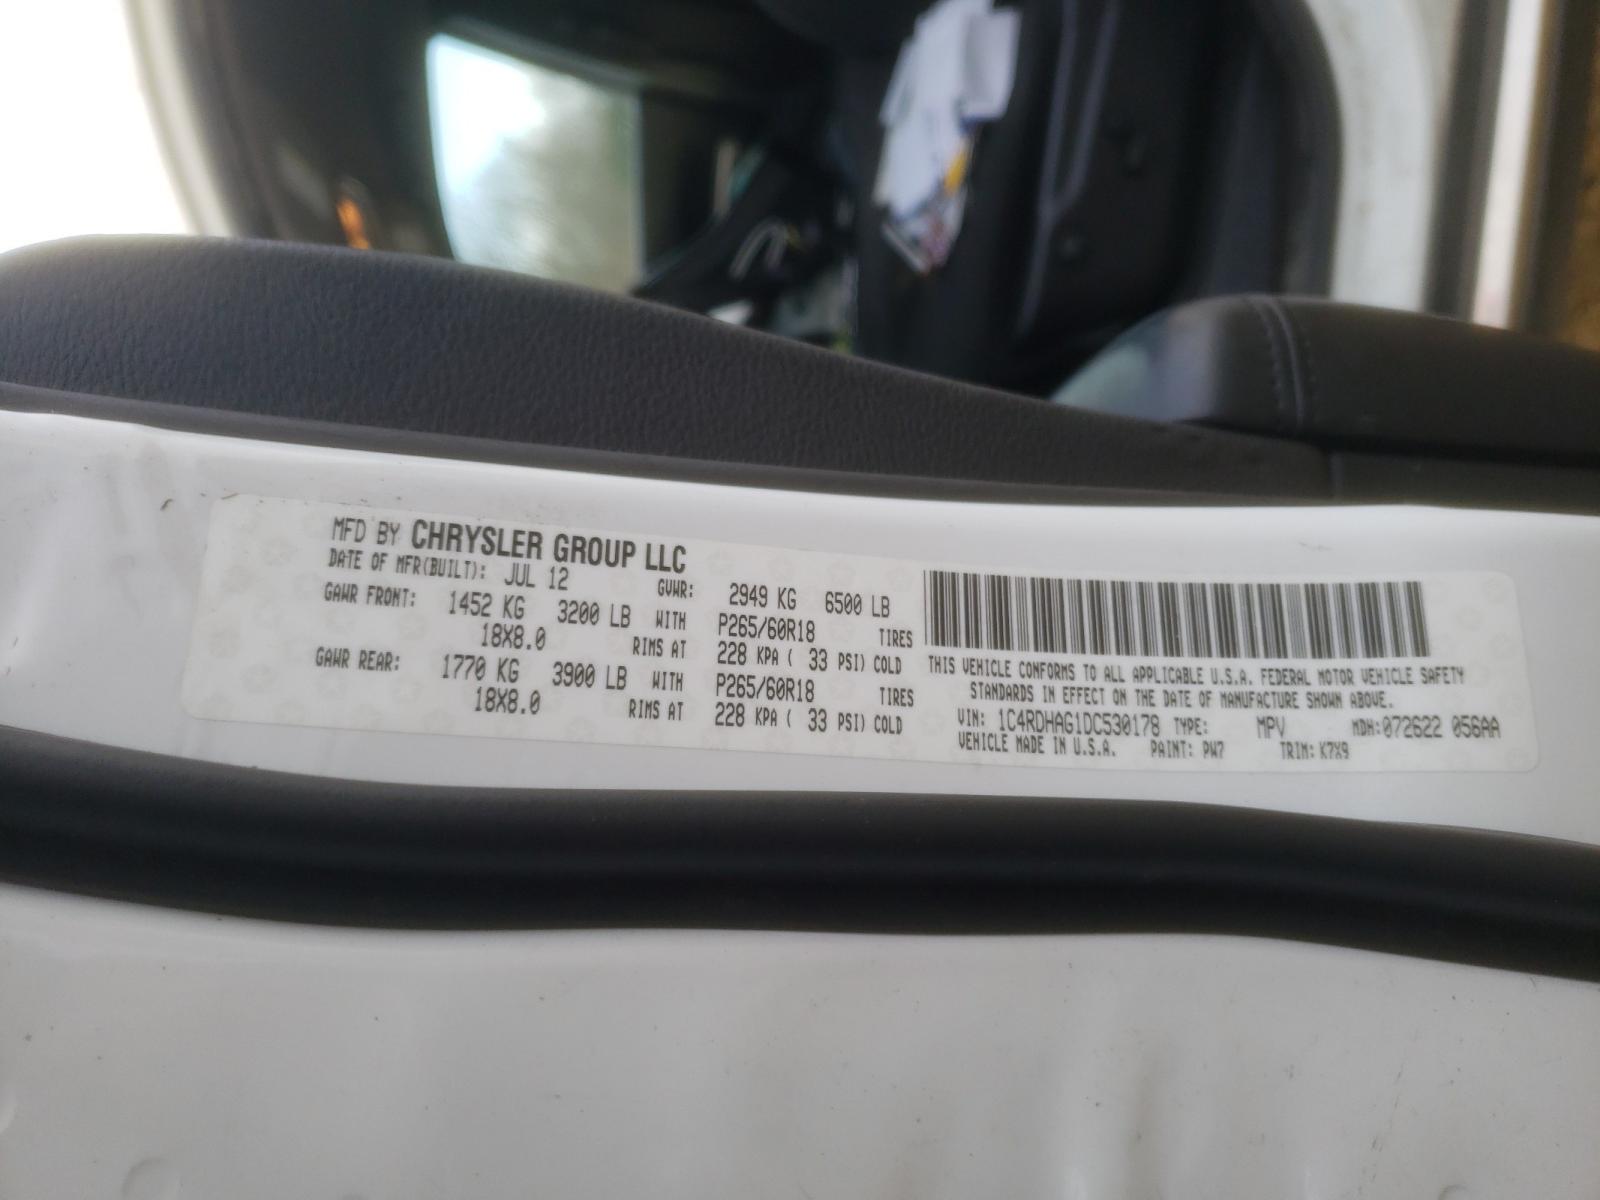 MFD BY CHRYSLER GROUP LLC
DATE OF MFR(BUILT): JUL 12 GVWR: 2949 KG 6500 LB
GAWR FRONT: 1452 KG 3200 LB WITH P265/60R18 TIRES
18X8.0 RIMS AT 228 KPA ( 33 PSI) COLD
GAWR REAR: 1770 KG 3900 LB WITH P265/60R18 TIRES
18X8.0 RIMS AT 228 KPA ( 33 PSI) COLD
THIS VEHICLE CONFORMS TO ALL APPLICABLE U.S.A. FEDERAL MOTOR VEHICLE SAFETY
STANDARDS IN EFFECT ON THE DATE OF MANUFACTURE SHOWN ABOVE.
VIN: 1C4RDHAG1DC530178 TYPE: MPV MDH:072622 056AA
VEHICLE MADE IN U.S.A. PAINT: PW7 TRIM: K7X9